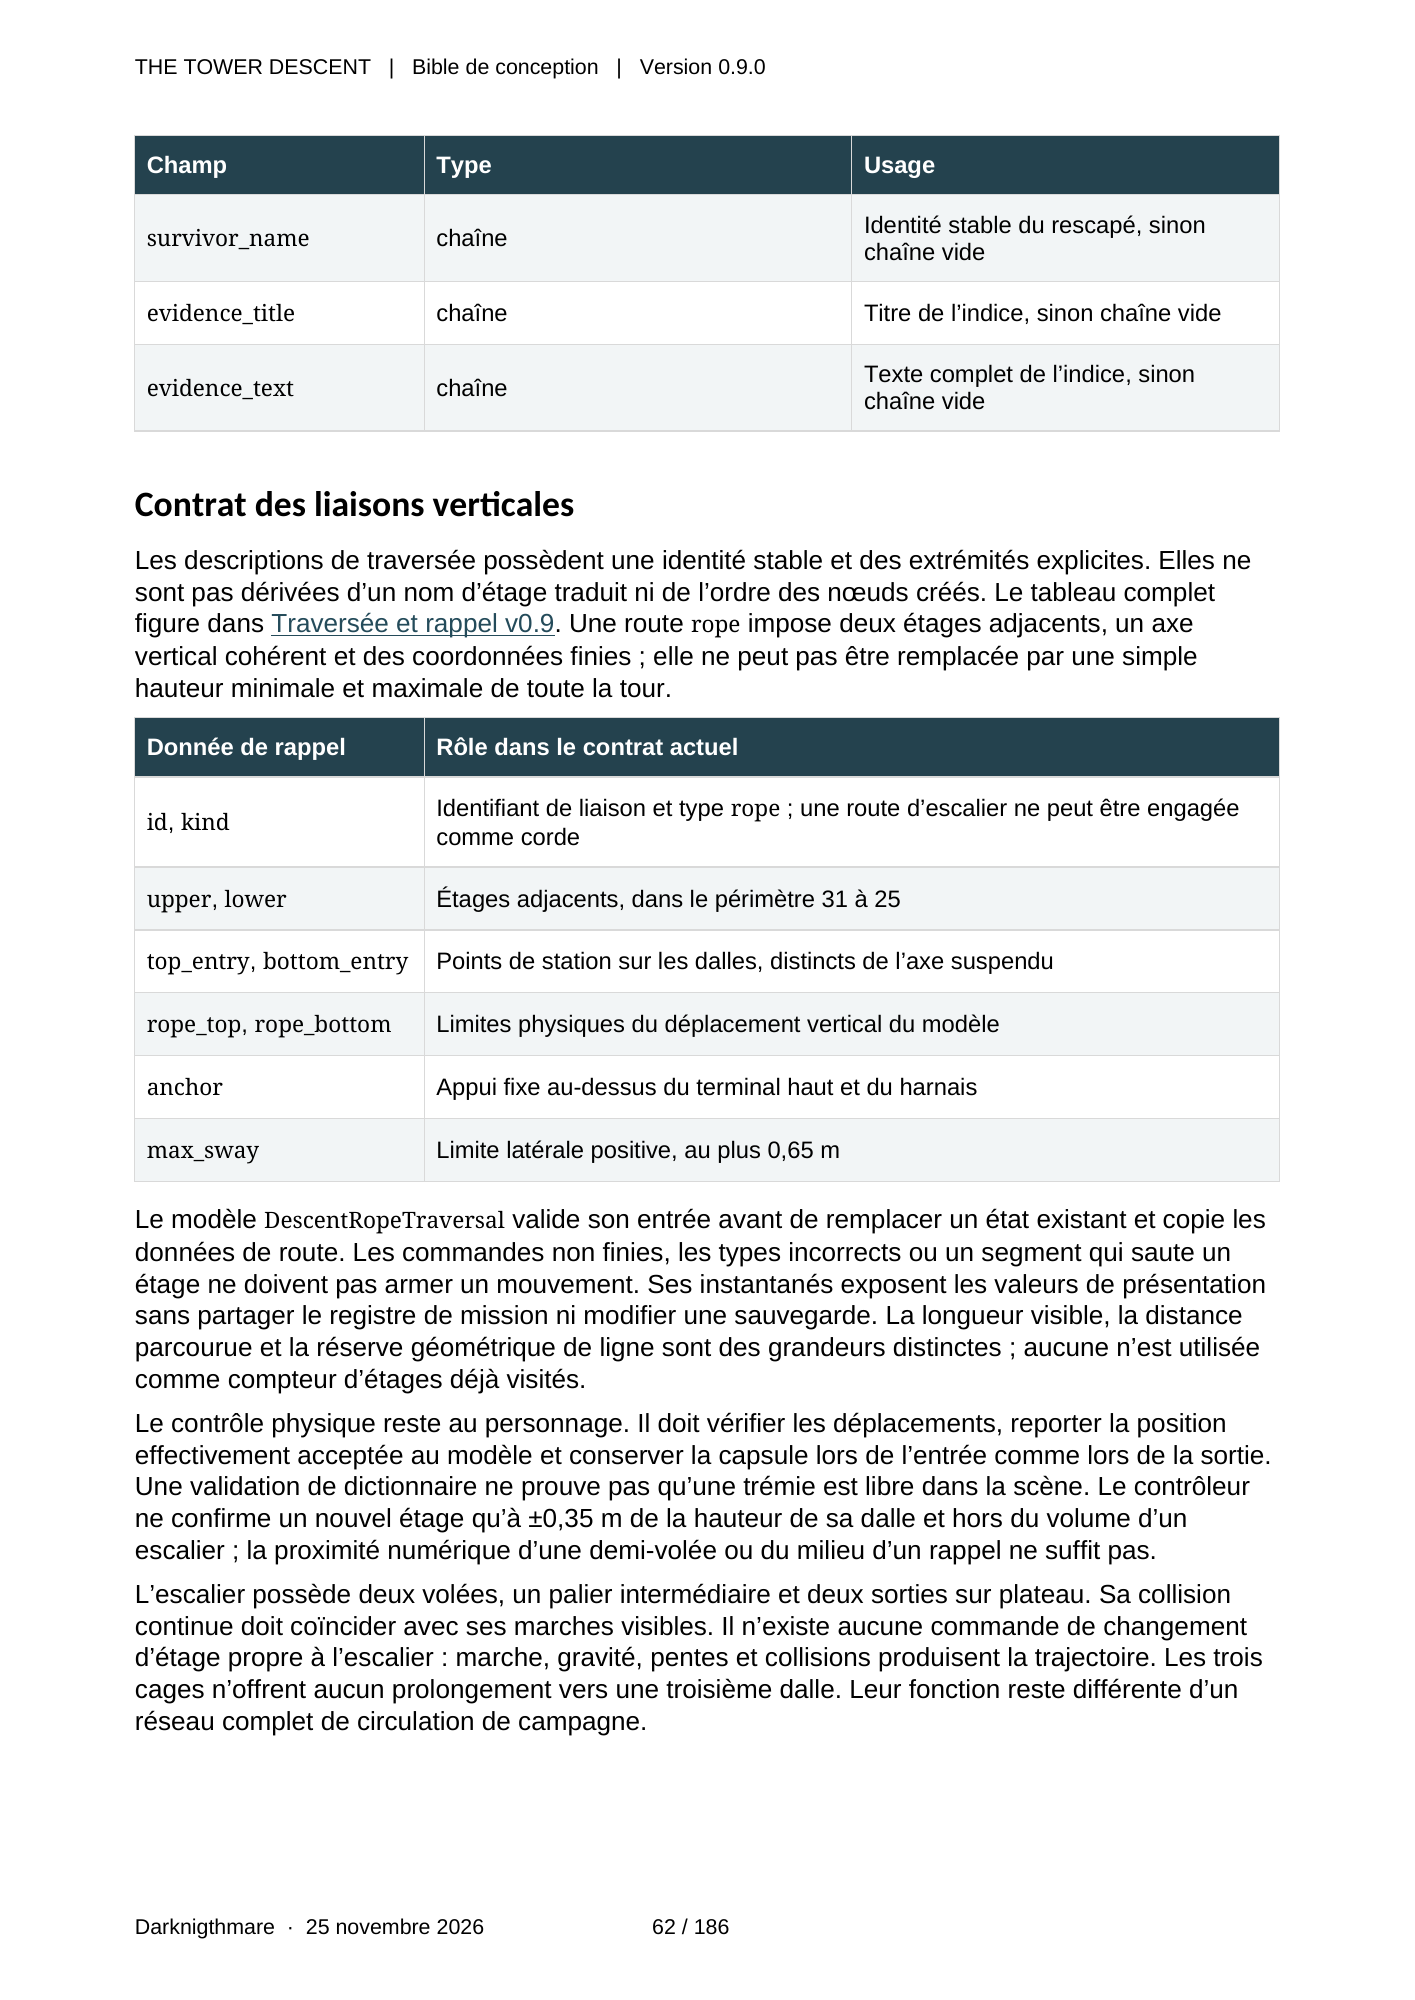 THE TOWER DESCENT | Bible de conception | Version 0.9.0
Champ Type Usage
survivor_name chaîne Identité stable du rescapé, sinon
chaîne vide
evidence_title chaîne Titre de l’indice, sinon chaîne vide
evidence_text chaîne Texte complet de l’indice, sinon
chaîne vide
Contrat des liaisons verticales
Les descriptions de traversée possèdent une identité stable et des extrémités explicites. Elles ne
sont pas dérivées d’un nom d’étage traduit ni de l’ordre des nœuds créés. Le tableau complet
figure dans Traversée et rappel v0.9. Une route rope impose deux étages adjacents, un axe
vertical cohérent et des coordonnées finies ; elle ne peut pas être remplacée par une simple
hauteur minimale et maximale de toute la tour.
Donnée de rappel Rôle dans le contrat actuel
id, kind Identifiant de liaison et type rope ; une route d’escalier ne peut être engagée
comme corde
upper, lower Étages adjacents, dans le périmètre 31 à 25
top_entry, bottom_entry Points de station sur les dalles, distincts de l’axe suspendu
rope_top, rope_bottom Limites physiques du déplacement vertical du modèle
anchor Appui fixe au-dessus du terminal haut et du harnais
max_sway Limite latérale positive, au plus 0,65 m
Le modèle DescentRopeTraversal valide son entrée avant de remplacer un état existant et copie les
données de route. Les commandes non finies, les types incorrects ou un segment qui saute un
étage ne doivent pas armer un mouvement. Ses instantanés exposent les valeurs de présentation
sans partager le registre de mission ni modifier une sauvegarde. La longueur visible, la distance
parcourue et la réserve géométrique de ligne sont des grandeurs distinctes ; aucune n’est utilisée
comme compteur d’étages déjà visités.
Le contrôle physique reste au personnage. Il doit vérifier les déplacements, reporter la position
effectivement acceptée au modèle et conserver la capsule lors de l’entrée comme lors de la sortie.
Une validation de dictionnaire ne prouve pas qu’une trémie est libre dans la scène. Le contrôleur
ne confirme un nouvel étage qu’à ±0,35 m de la hauteur de sa dalle et hors du volume d’un
escalier ; la proximité numérique d’une demi-volée ou du milieu d’un rappel ne suffit pas.
L’escalier possède deux volées, un palier intermédiaire et deux sorties sur plateau. Sa collision
continue doit coïncider avec ses marches visibles. Il n’existe aucune commande de changement
d’étage propre à l’escalier : marche, gravité, pentes et collisions produisent la trajectoire. Les trois
cages n’offrent aucun prolongement vers une troisième dalle. Leur fonction reste différente d’un
réseau complet de circulation de campagne.
Darknigthmare · 25 novembre 2026 62 / 186